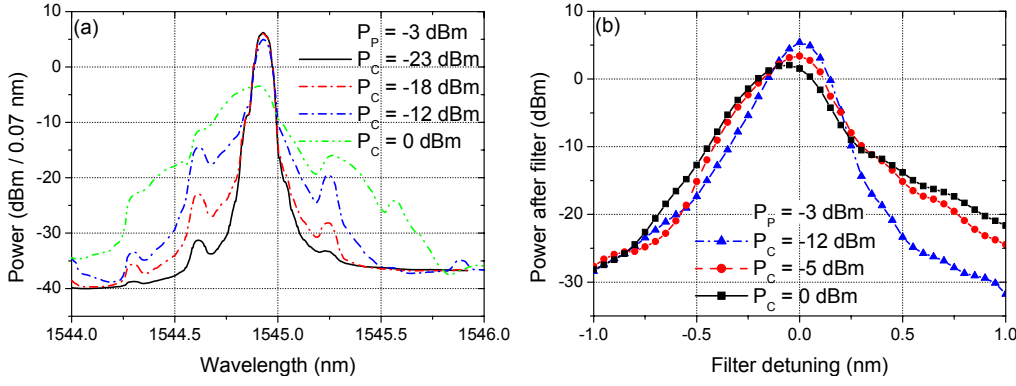 (a)
P_P = -3 dBm
P_C = -23 dBm
P_C = -18 dBm
P_C = -12 dBm
P_C = 0 dBm
10
0
-10
-20
-30
-40
Power (dBm / 0.07 nm)
1544.0 1544.5 1545.0 1545.5 1546.0
Wavelength (nm)
(b)
10
0
-10
-20
-30
Power after filter (dBm)
P_P = -3 dBm
P_C = -12 dBm
P_C = -5 dBm
P_C = 0 dBm
-1.0 -0.5 0.0 0.5 1.0
Filter detuning (nm)